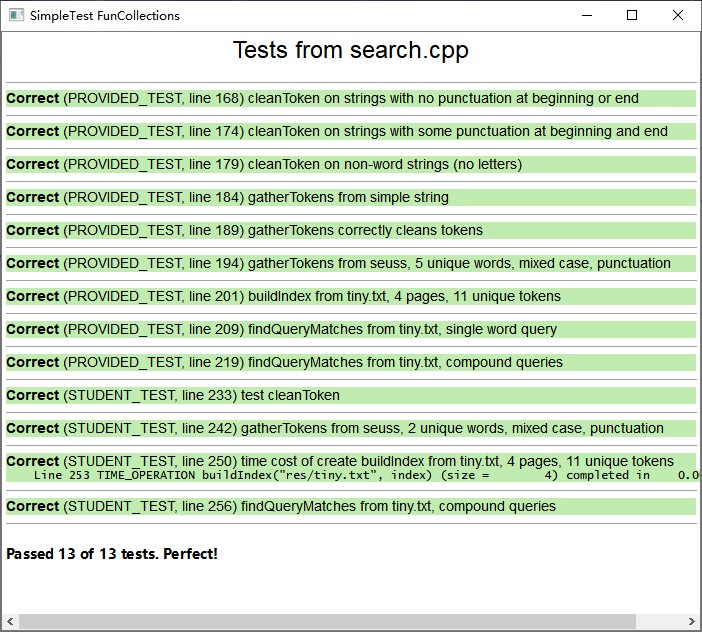 SimpleTest FunCollections
Tests from search.cpp
Correct (PROVIDED_TEST, line 168) cleanToken on strings with no punctuation at beginning or end
Correct (PROVIDED_TEST, line 174) cleanToken on strings with some punctuation at beginning and end
Correct (PROVIDED_TEST, line 179) cleanToken on non-word strings (no letters)
Correct (PROVIDED_TEST, line 184) gatherTokens from simple string
Correct (PROVIDED_TEST, line 189) gatherTokens correctly cleans tokens
Correct (PROVIDED_TEST, line 194) gatherTokens from seuss, 5 unique words, mixed case, punctuation
Correct (PROVIDED_TEST, line 201) buildIndex from tiny.txt, 4 pages, 11 unique tokens
Correct (PROVIDED_TEST, line 209) findQueryMatches from tiny.txt, single word query
Correct (PROVIDED_TEST, line 219) findQueryMatches from tiny.txt, compound queries
Correct (STUDENT_TEST, line 233) test cleanToken
Correct (STUDENT_TEST, line 242) gatherTokens from seuss, 2 unique words, mixed case, punctuation
Correct (STUDENT_TEST, line 250) time cost of create buildIndex from tiny.txt, 4 pages, 11 unique tokens
Line 253 TIME_OPERATION buildIndex("res/tiny.txt", index) (size = 4) completed in
Correct (STUDENT_TEST, line 256) findQueryMatches from tiny.txt, compound queries
Passed 13 of 13 tests. Perfect!